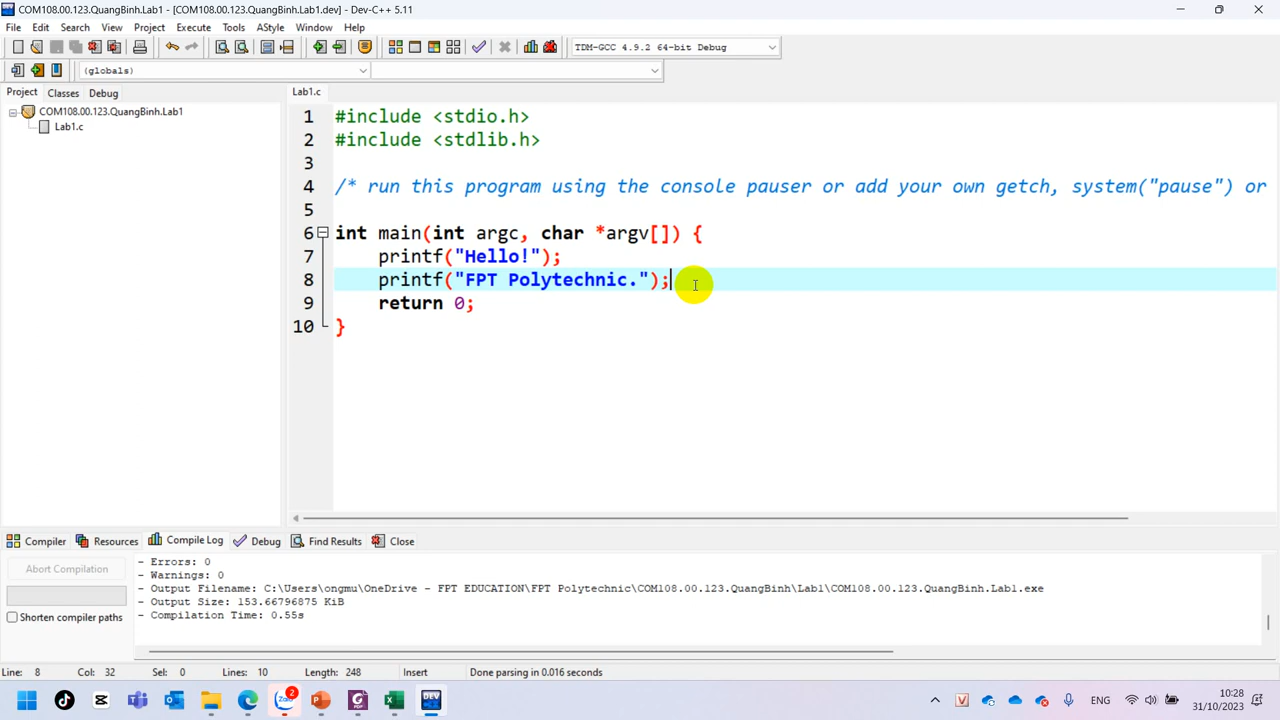 COM108.00.123.QuangBinh.Lab1 - [COM108.00.123.QuangBinh.Lab1.dev] - Dev-C++ 5.11
File Edit Search View Project Execute Tools AStyle Window Help
TDM-GCC 4.9.2 64-bit Debug
(globals)
Project Classes Debug
COM108.00.123.QuangBinh.Lab1
Lab1.c
Lab1.c
1 #include <stdio.h>
2 #include <stdlib.h>
3
4 /* run this program using the console pauser or add your own getch, system("pause") or
5
6 int main(int argc, char *argv[]) {
7 printf("Hello!");
8 printf("FPT Polytechnic.");
9 return 0;
10 }
Compiler Resources Compile Log Debug Find Results Close
Abort Compilation
Shorten compiler paths
- Errors: 0
- Warnings: 0
- Output Filename: C:\Users\ongmu\OneDrive - FPT EDUCATION\FPT Polytechnic\COM108.00.123.QuangBinh\Lab1\COM108.00.123.QuangBinh.Lab1.exe
- Output Size: 153.66796875 KiB
- Compilation Time: 0.55s
Line: 8 Col: 32 Sel: 0 Lines: 10 Length: 248 Insert Done parsing in 0.016 seconds
Zalo 2 DEV V ENG 10:28
31/10/2023